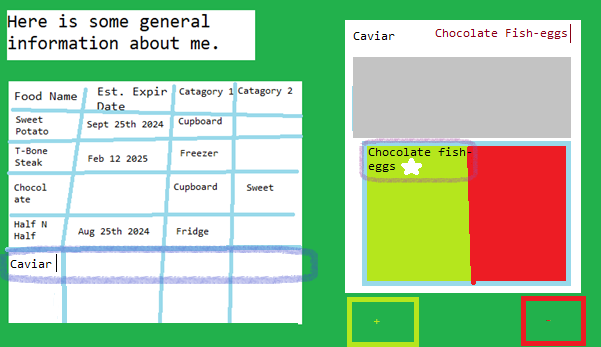 Here is some general
information about me.
Food Name
Est. Expir
Date
Catagory 1
Catagory 2
Sweet
Potato
Sept 25th 2024
Cupboard
T-Bone
Steak
Feb 12 2025
Freezer
Chocol
ate
Cupboard
Sweet
Half N
Half
Aug 25th 2024
Fridge
Caviar
Caviar
Chocolate Fish-eggs
Chocolate fish-
eggs
+
-